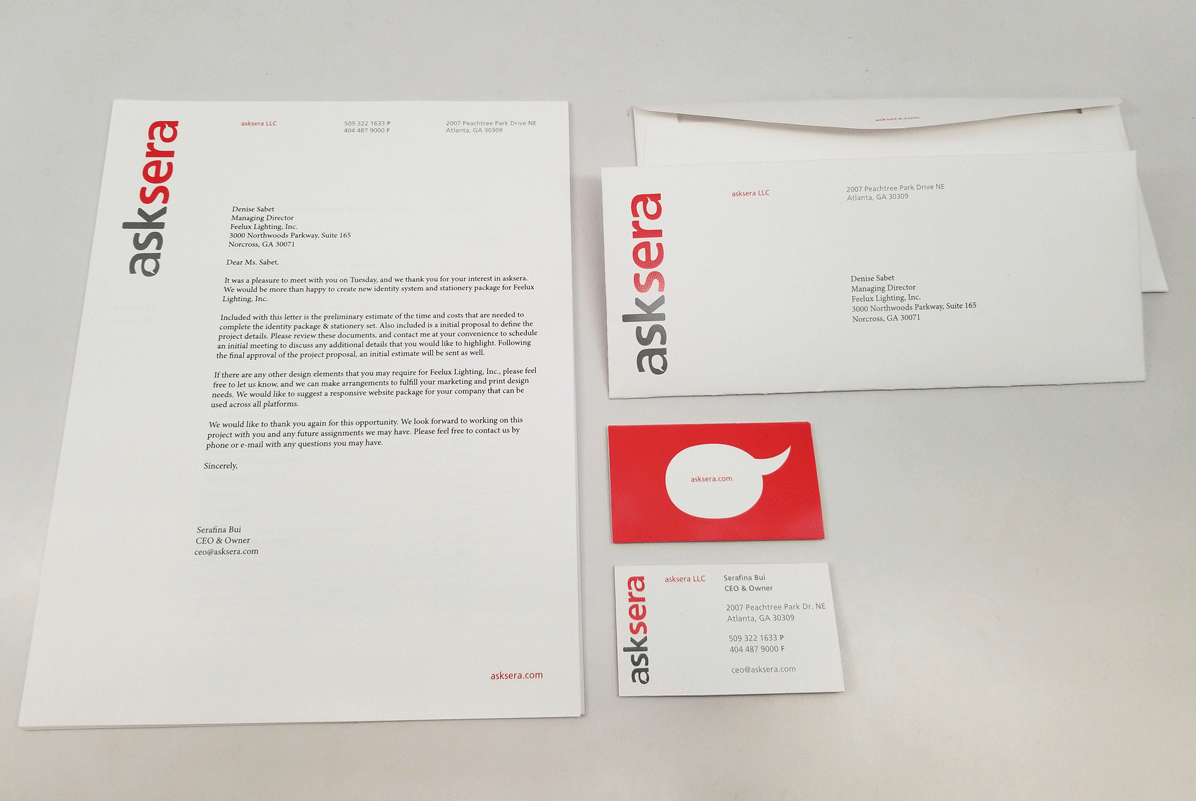 asksera
asksera LLC
509 322 1633 P
404 487 9000 F
2007 Peachtree Park Drive NE
Atlanta, GA 30309
Denise Sabet
Managing Director
Feelux Lighting, Inc.
3000 Northwoods Parkway, Suite 165
Norcross, GA 30071
Dear Ms. Sabet,
It was a pleasure to meet with you on Tuesday, and we thank you for your interest in asksera.
We would be more than happy to create new identity system and stationery package for Feelux
Lighting, Inc.
Included with this letter is the preliminary estimate of the time and costs that are needed to
complete the identity package & stationery set. Also included is a initial proposal to define the
project details. Please review these documents, and contact me at your convenience to schedule
an initial meeting to discuss any additional details that you would like to highlight. Following
the final approval of the project proposal, an initial estimate will be sent as well.
If there are any other design elements that you may require for Feelux Lighting, Inc., please feel
free to let us know, and we can make arrangements to fulfill your marketing and print design
needs. We would like to suggest a responsive website package for your company that can be
used across all platforms.
We would like to thank you again for this opportunity. We look forward to working on this
project with you and any future assignments we may have. Please feel free to contact us by
phone or e-mail with any questions you may have.
Sincerely,
Serafina Bui
CEO & Owner
ceo@asksera.com
asksera.com
asksera
asksera LLC
2007 Peachtree Park Drive NE
Atlanta, GA 30309
Denise Sabet
Managing Director
Feelux Lighting, Inc.
3000 Northwoods Parkway, Suite 165
Norcross, GA 30071
asksera.com
asksera
asksera LLC
Serafina Bui
CEO & Owner
2007 Peachtree Park Dr. NE
Atlanta, GA 30309
509 322 1633 P
404 487 9000 F
ceo@asksera.com